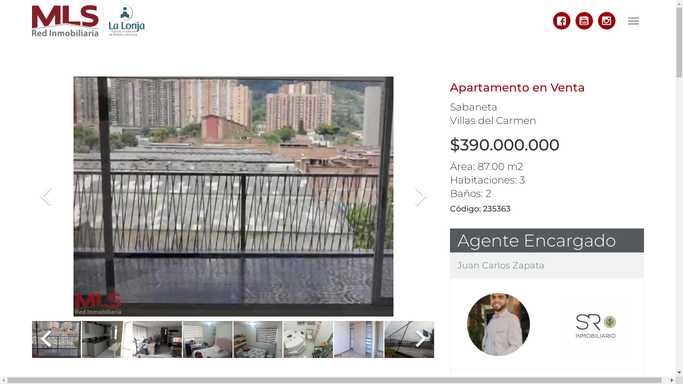 MLS
Red Inmobiliaria
La Lonja
Apartamento en Venta
Sabaneta
Villas del Carmen
$390.000.000
Área: 87.00 m2
Habitaciones: 3
Baños: 2
Código: 235363
Agente Encargado
Juan Carlos Zapata
MLS
Red Inmobiliaria
SR
INMOBILIARIO